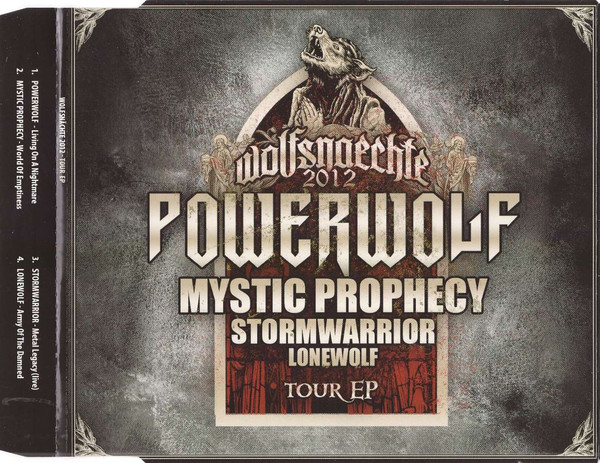 WOLFSNÄCHTE 2012 - TOUR EP
1. POWERWOLF - Living On A Nightmare
2. MYSTIC PROPHECY - World Of Emptiness
3. STORMWARRIOR - Metal Legacy (live)
4. LONEWOLF - Army Of The Damned
wolfsnaechte
2012
POWERWOLF
MYSTIC PROPHECY
STORMWARRIOR
LONEWOLF
TOUR EP